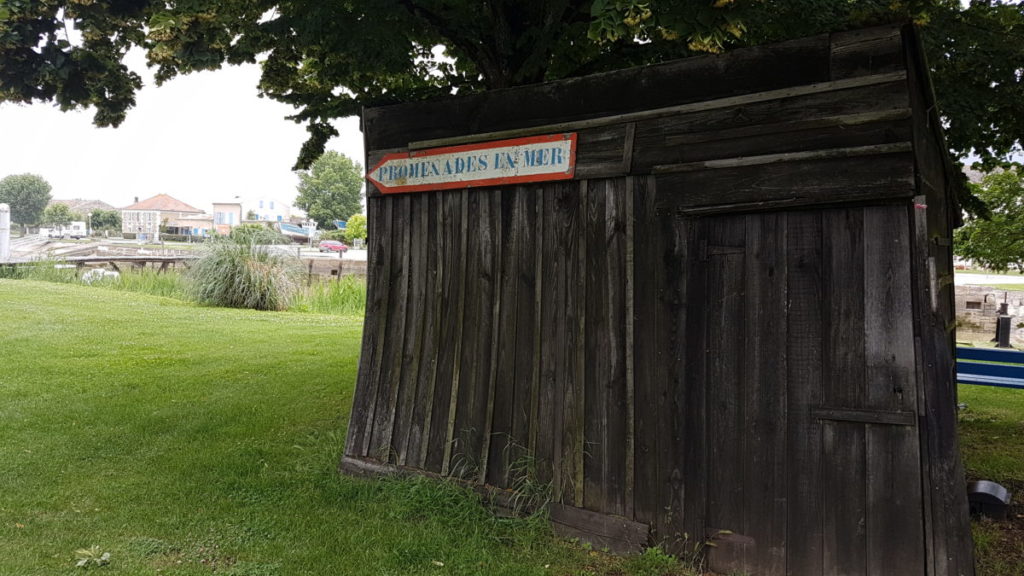 PROMENADES EN MER